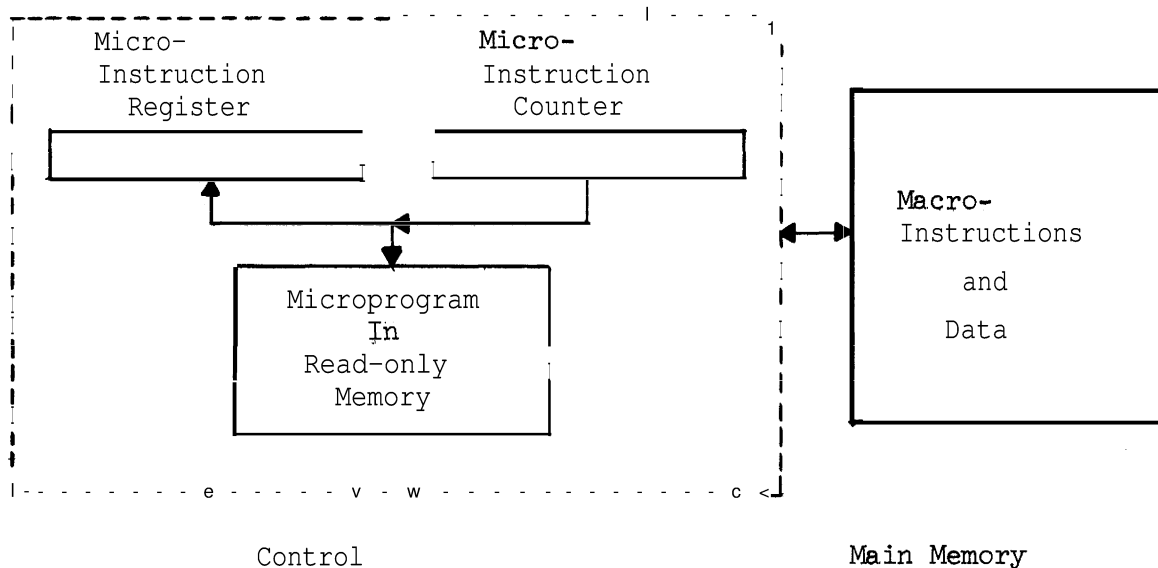 Micro-
Instruction
Register
Micro-
Instruction
Counter
Microprogram
In
Read-only
Memory
Macro-
Instructions
and
Data
Control
Main Memory